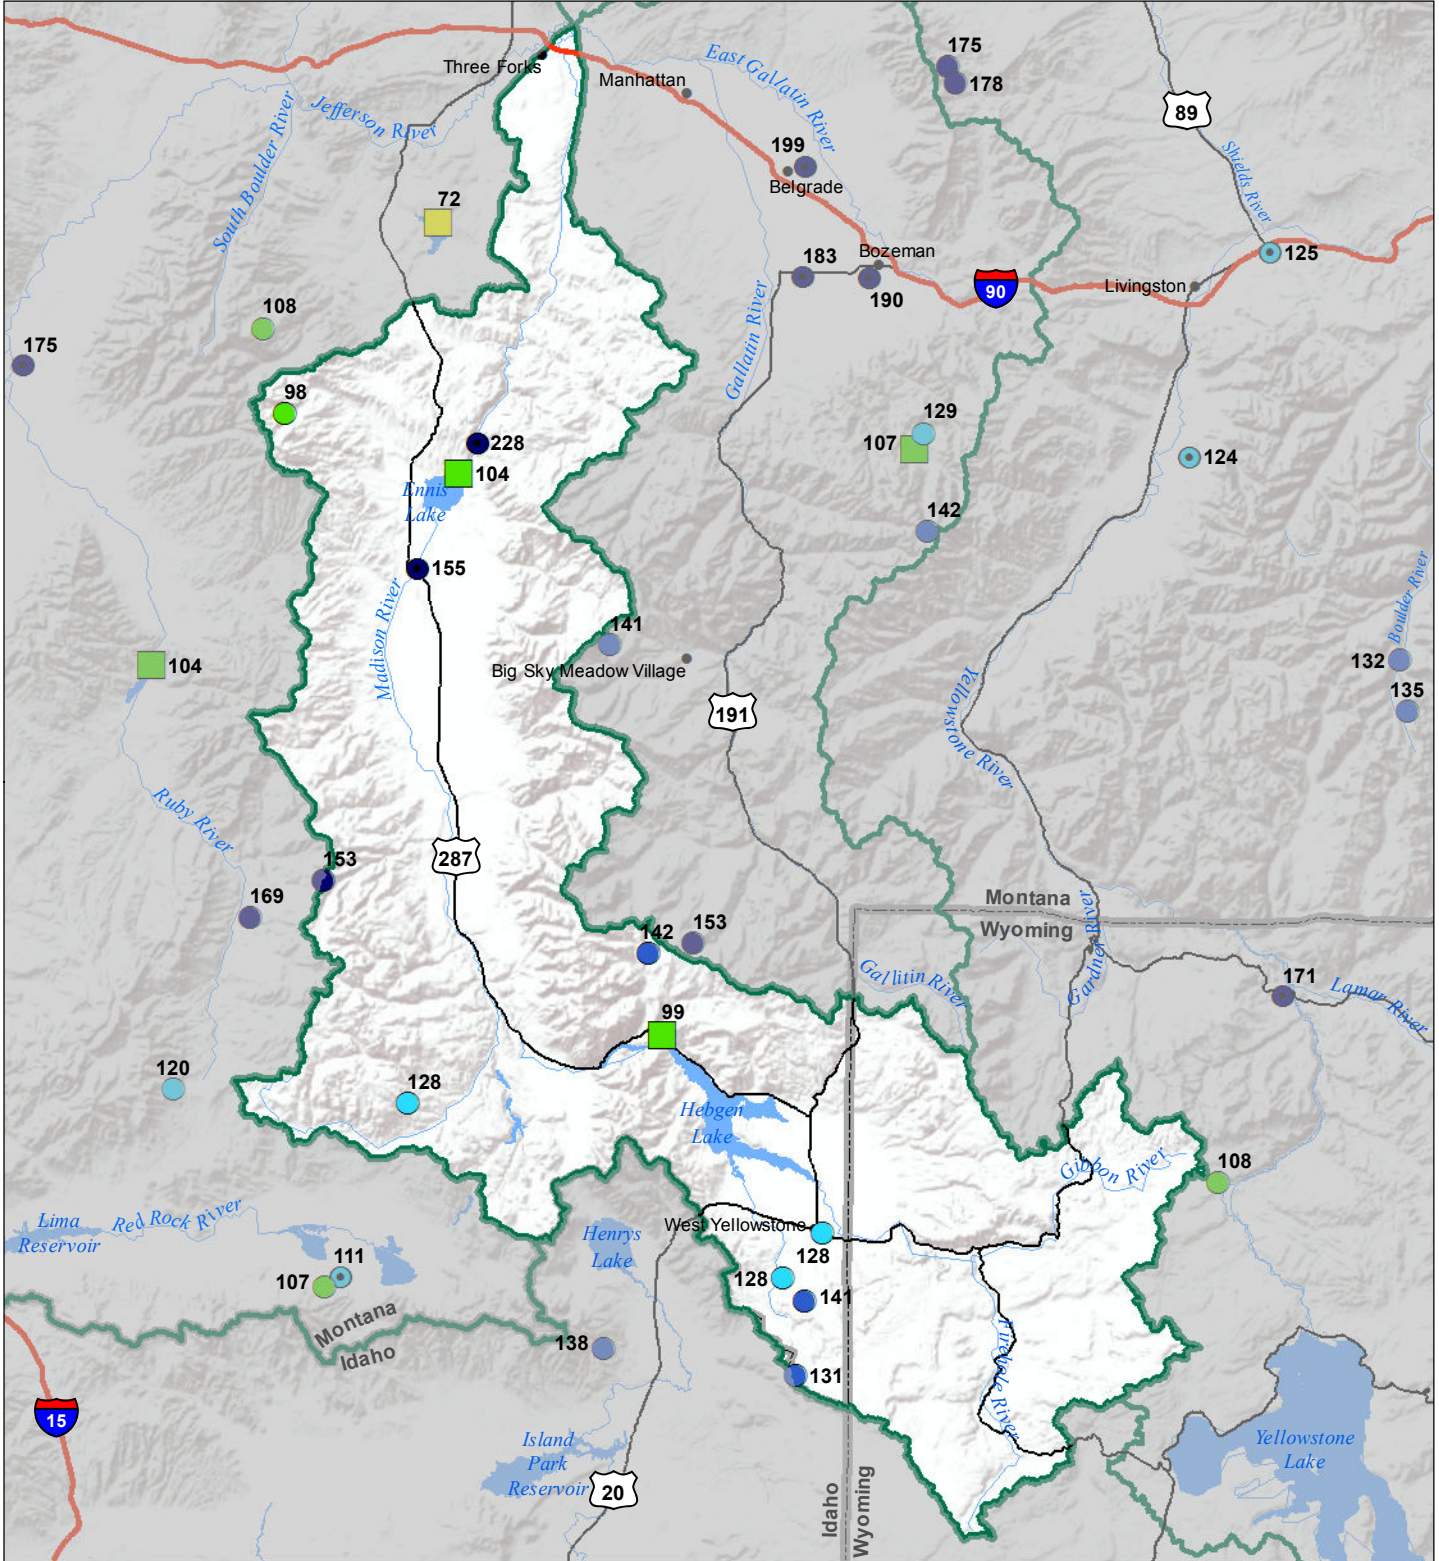 175
178
Three Forks
Manhattan
East Gallatin River
89
Jefferson River
199
Belgrade
Shields River
South Boulder River
72
Bozeman
125
183
190
90
Livingston
108
Gallatin River
175
98
129
107
124
228
104
Ennis
Lake
142
155
Madison River
Boulder River
141
Big Sky Meadow Village
132
104
135
191
Yellowstone River
Ruby River
287
153
169
Montana
Wyoming
142
153
Gallitin River
Gardner River
171
Lamar River
99
120
128
Hebgen
Lake
Gibbon River
108
Lima
Reservoir
Red Rock River
Henrys
Lake
West Yellowstone
128
111
107
128
141
Montana
Idaho
138
131
Firehole River
15
Island
Park
Reservoir
20
Yellowstone
Lake
Idaho
Wyoming